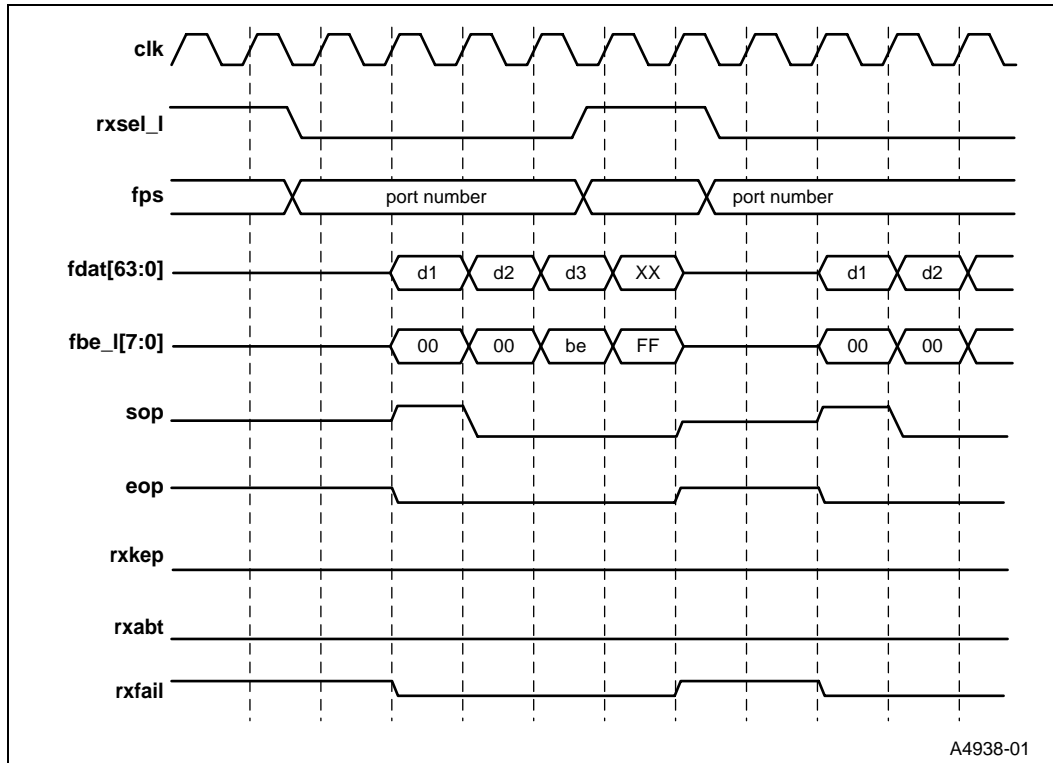 clk
rxsel_l
fps port number port number
fdat[63:0] d1 d2 d3 XX d1 d2
fbe_l[7:0] 00 00 be FF 00 00
sop
eop
rxkep
rxabt
rxfail
A4938-01